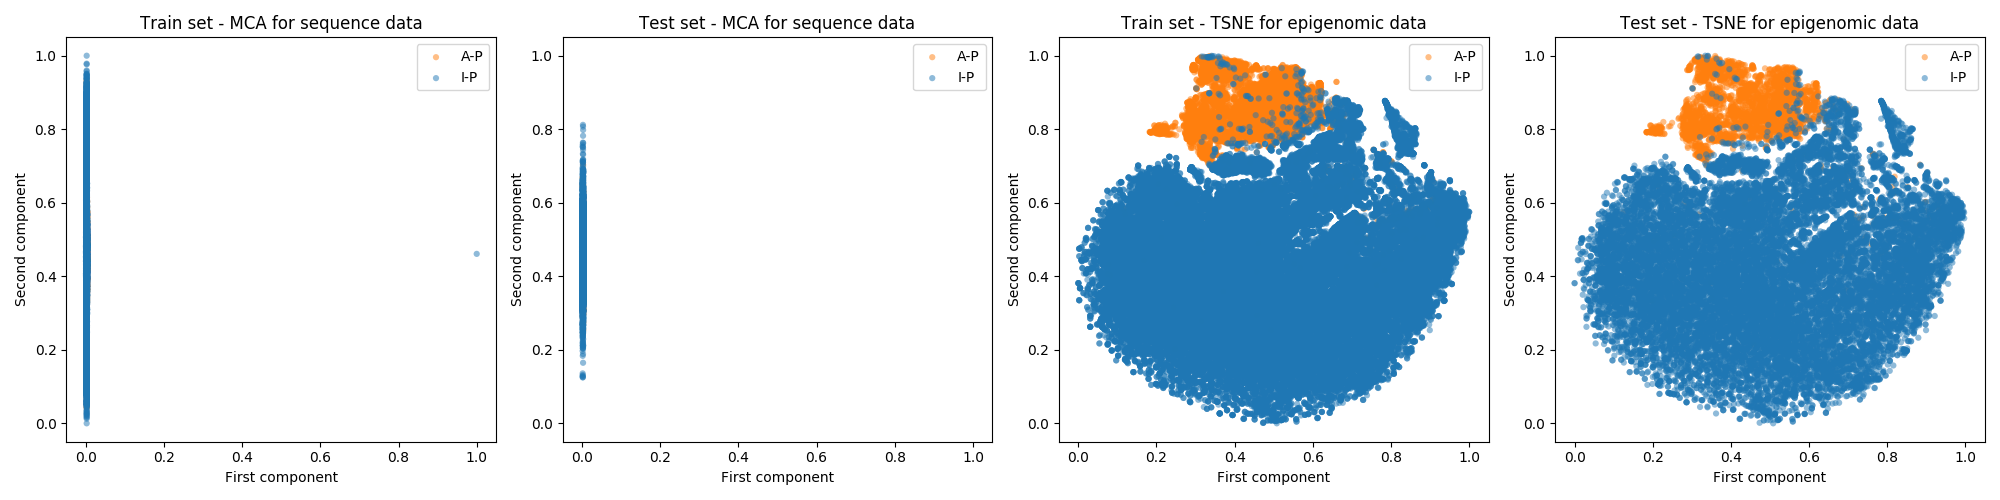 Train set - MCA for sequence data
A-P
I-P
1.0
0.8
0.6
0.4
0.2
0.0
Second component
0.0 0.2 0.4 0.6 0.8 1.0
First component
Test set - MCA for sequence data
A-P
I-P
1.0
0.8
0.6
0.4
0.2
0.0
Second component
0.0 0.2 0.4 0.6 0.8 1.0
First component
Train set - TSNE for epigenomic data
A-P
I-P
1.0
0.8
0.6
0.4
0.2
0.0
Second component
0.0 0.2 0.4 0.6 0.8 1.0
First component
Test set - TSNE for epigenomic data
A-P
I-P
1.0
0.8
0.6
0.4
0.2
0.0
Second component
0.0 0.2 0.4 0.6 0.8 1.0
First component